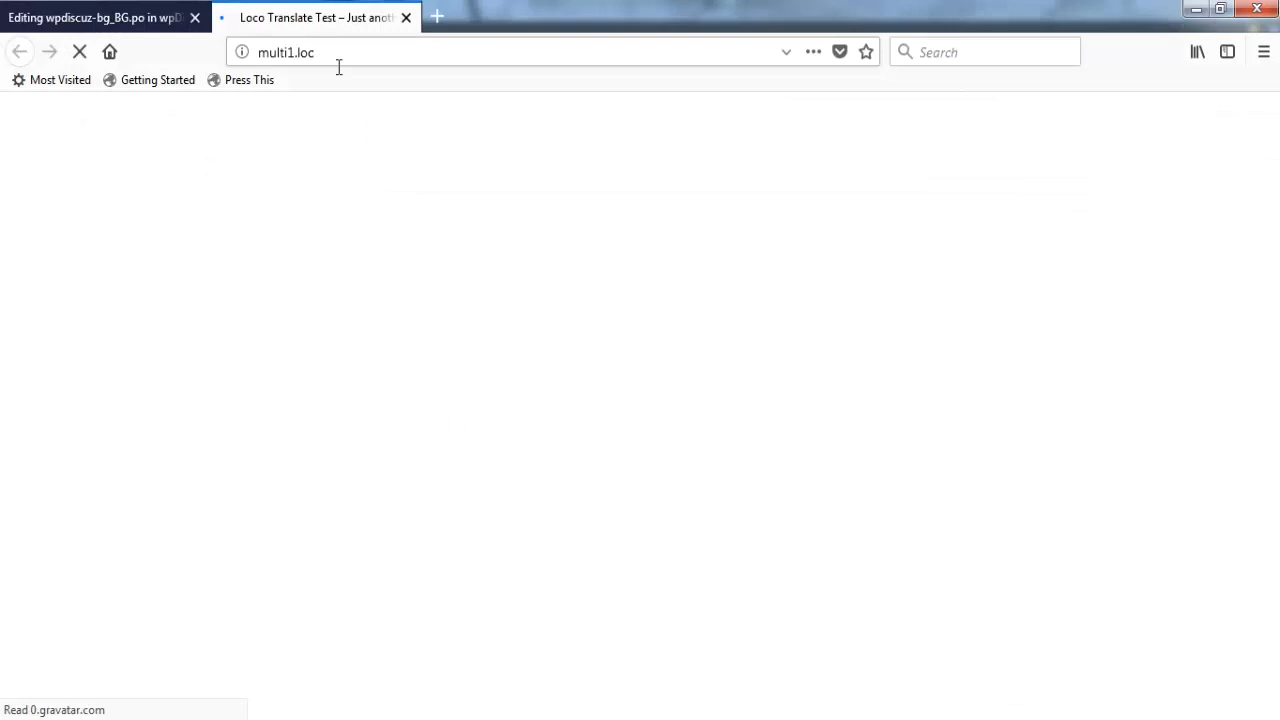 Editing wpdiscuz-bg_BG.po in wpD
Loco Translate Test – Just anoth
multi1.loc
Search
Most Visited
Getting Started
Press This
Read 0.gravatar.com